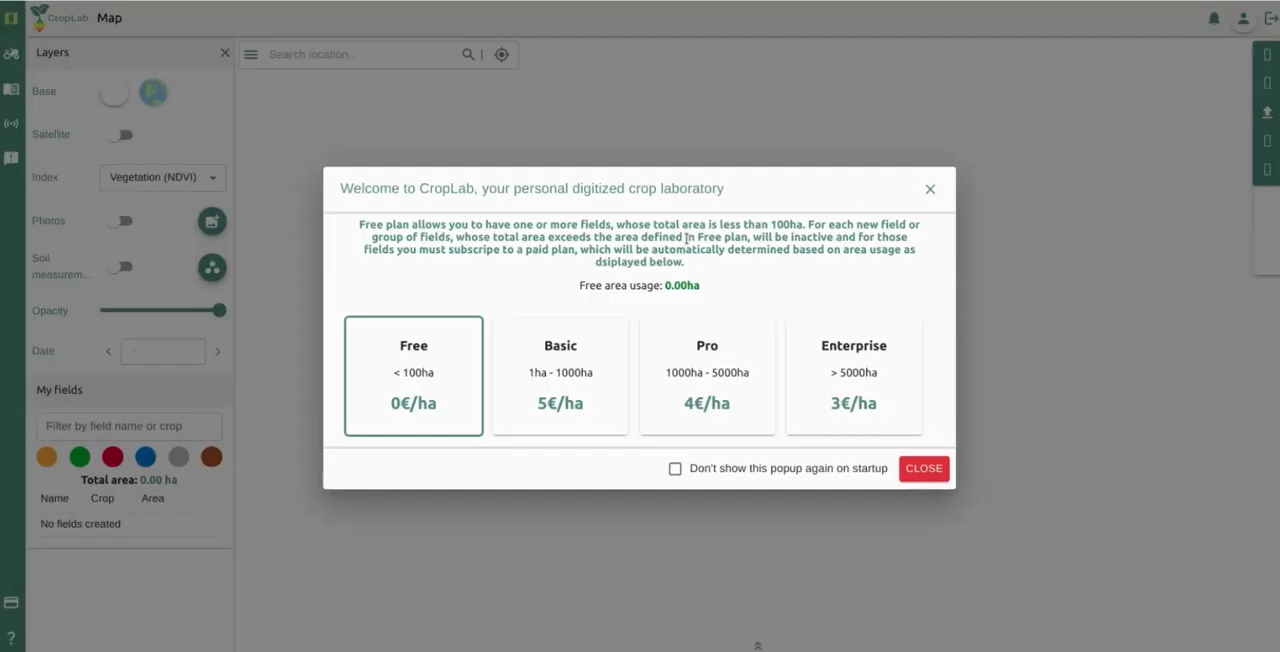 CropLab Map
Layers
Search location...
Base
Satellite
Index
Vegetation (NDVI)
Photos
Soil
measurem...
Opacity
Date
-
My fields
Filter by field name or crop
Total area: 0.00 ha
Name Crop Area
No fields created
Welcome to CropLab, your personal digitized crop laboratory
Free plan allows you to have one or more fields, whose total area is less than 100ha. For each new field or
group of fields, whose total area exceeds the area defined in Free plan, will be inactive and for those
fields you must subscripe to a paid plan, which will be automatically determined based on area usage as
dsiplayed below.
Free area usage: 0.00ha
Free
< 100ha
0€/ha
Basic
1ha - 1000ha
5€/ha
Pro
1000ha - 5000ha
4€/ha
Enterprise
> 5000ha
3€/ha
Don't show this popup again on startup
CLOSE